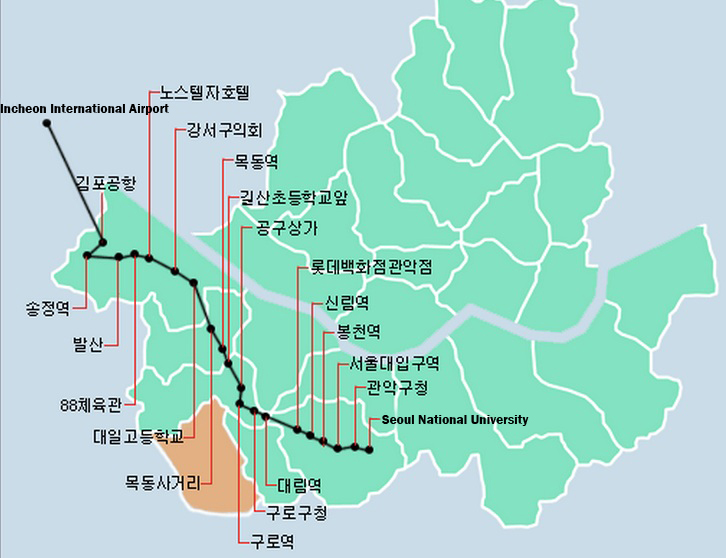 노스텔쟈호텔
Incheon International Airport
강서구의회
목동역
김포공항
길산초등학교앞
공구상가
롯데백화점관악점
송정역
신림역
봉천역
발산
서울대입구역
관악구청
88체육관
Seoul National University
대일고등학교
목동사거리
대림역
구로구청
구로역